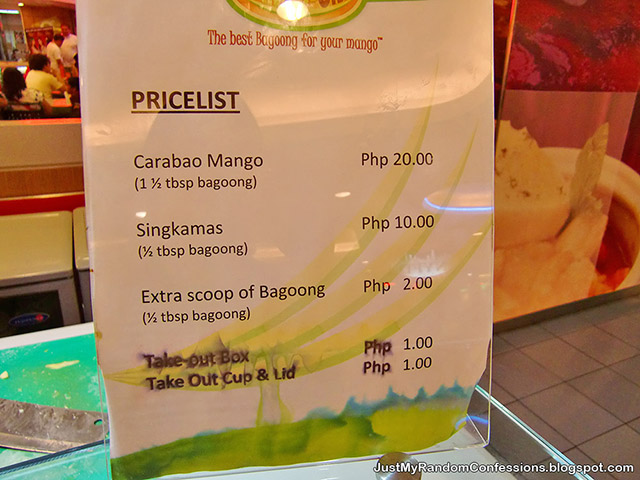 The best Bagoong for your mango™
PRICELIST
Carabao Mango Php 20.00
(1 ½ tbsp bagoong)
Singkamas Php 10.00
(½ tbsp bagoong)
Extra scoop of Bagoong Php 2.00
(½ tbsp bagoong)
Take-out Box Php 1.00
Take Out Cup & Lid Php 1.00
JustMyRandomConfessions.blogspot.com